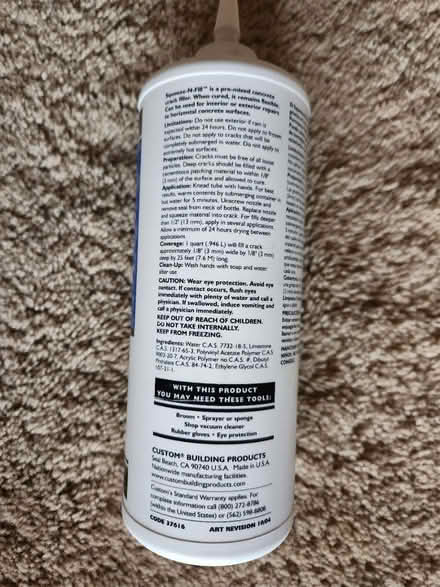 Squeeze-N-Fill™ is a pre-mixed concrete
crack filler. When cured, it remains flexible.
Can be used for interior or exterior repairs
to horizontal concrete surfaces.
Limitations: Do not use exterior if rain is
expected within 24 hours. Do not apply to frozen
surfaces. Do not apply to cracks that will be
completely submerged in water. Do not apply to
extremely hot surfaces.
Preparation: Cracks must be free of all loose
particles. Deep cracks should be filled with a
cementitious patching material to within 1/8"
(3 mm) of the surface and allowed to cure.
Application: Knead tube with hands. For best
results, warm contents by submerging container in
hot water for 5 minutes. Unscrew nozzle and
remove seal from neck of bottle. Replace nozzle
and squeeze material into crack. For fills deeper
than 1/2" (13 mm), apply in several applications.
Allow a minimum of 24 hours drying between
applications.
Coverage: 1 quart (.946 L) will fill a crack
approximately 1/8" (3 mm) wide by 1/8" (3 mm)
deep by 25 feet (7.6 M) long.
Clean-Up: Wash hands with soap and water
after use
CAUTION: Wear eye protection. Avoid eye
contact. If contact occurs, flush eyes
immediately with plenty of water and call a
physician. If swallowed, induce vomiting and
call a physician immediately.
KEEP OUT OF REACH OF CHILDREN.
DO NOT TAKE INTERNALLY.
KEEP FROM FREEZING.
Ingredients: Water C.A.S. 7732-18-5, Limestone
C.A.S. 1317-65-3, Polyvinyl Acetate Polymer C.A.S.
9003-20-7, Acrylic Polymer no C.A.S. #, Dibutyl
Phthalate C.A.S. 84-74-2, Ethylene Glycol C.A.S.
107-21-1.
WITH THIS PRODUCT
YOU MAY NEED THESE TOOLS:
Broom • Sprayer or sponge
Shop vacuum cleaner
Rubber gloves • Eye protection
CUSTOM® BUILDING PRODUCTS
Seal Beach, CA 90740 U.S.A. Made in U.S.A.
Nationwide manufacturing facilities.
www.custombuildingproducts.com
Custom's Standard Warranty applies. For
complete information call (800) 272-8786
(within the United States) or (562) 598-8808
CODE 37616 ART REVISION 10/04